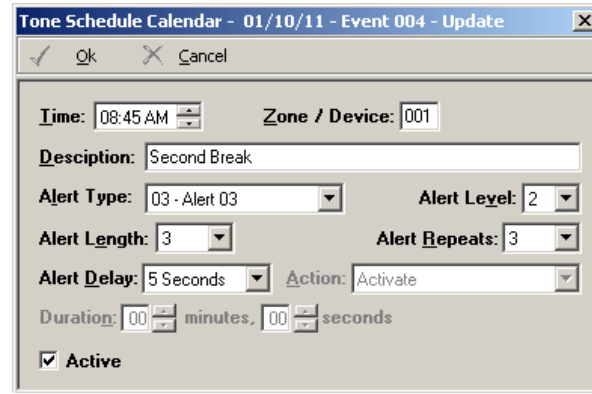 Tone Schedule Calendar - 01/10/11 - Event 004 - Update
Ok Cancel
Time: 08:45 AM Zone / Device: 001
Desciption: Second Break
Alert Type: 03 - Alert 03 Alert Level: 2
Alert Length: 3 Alert Repeats: 3
Alert Delay: 5 Seconds Action: Activate
Duration: 00 minutes, 00 seconds
Active